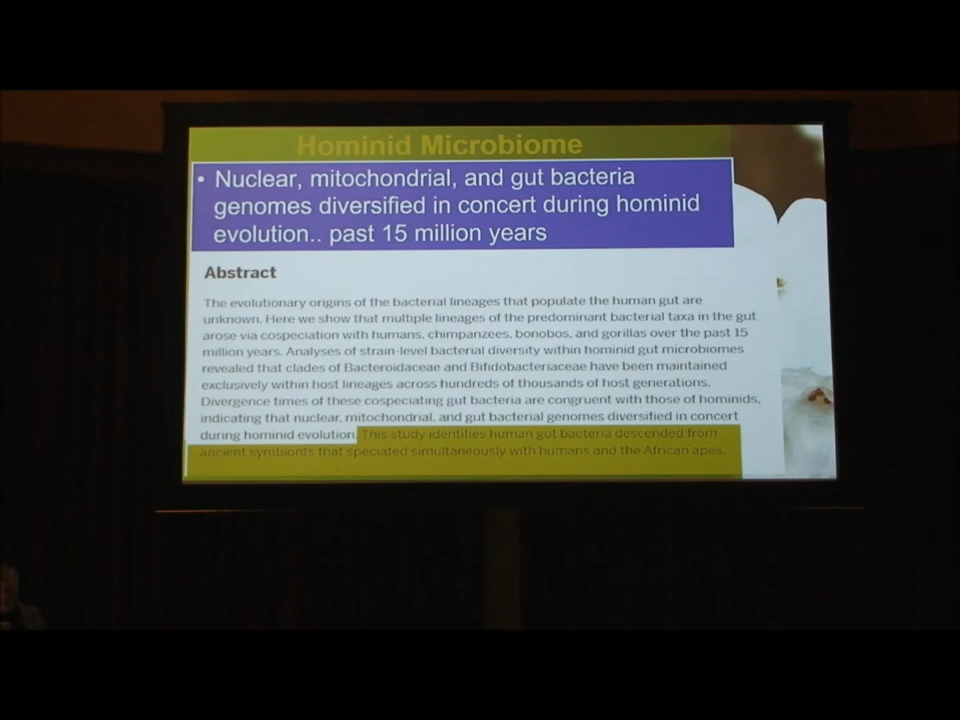 Hominid Microbiome
• Nuclear, mitochondrial, and gut bacteria
genomes diversified in concert during hominid
evolution.. past 15 million years
Abstract
The evolutionary origins of the bacterial lineages that populate the human gut are
unknown. Here we show that multiple lineages of the predominant bacterial taxa in the gut
arose via cospeciation with humans, chimpanzees, bonobos, and gorillas over the past 15
million years. Analyses of strain-level bacterial diversity within hominid gut microbiomes
revealed that clades of Bacteroidaceae and Bifidobacteriaceae have been maintained
exclusively within host lineages across hundreds of thousands of host generations.
Divergence times of these cospeciating gut bacteria are congruent with those of hominids,
indicating that nuclear, mitochondrial, and gut bacterial genomes diversified in concert
during hominid evolution. This study identifies human gut bacteria descended from
ancient symbionts that speciated simultaneously with humans and the African apes.